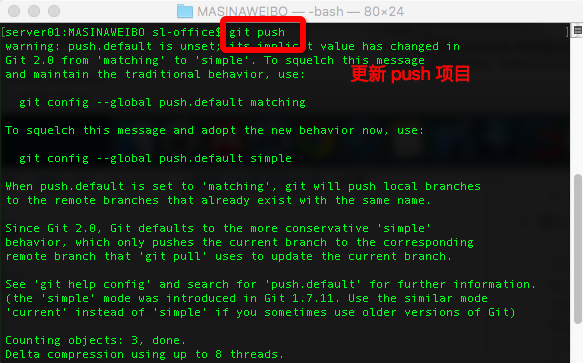 MASINAWEIBO — -bash — 80×24
[server01:MASINAWEIBO sl-office$ git push
warning: push.default is unset; its implicit value has changed in
Git 2.0 from 'matching' to 'simple'. To squelch this message
and maintain the traditional behavior, use:
更新 push 项目
git config --global push.default matching
To squelch this message and adopt the new behavior now, use:
git config --global push.default simple
When push.default is set to 'matching', git will push local branches
to the remote branches that already exist with the same name.
Since Git 2.0, Git defaults to the more conservative 'simple'
behavior, which only pushes the current branch to the corresponding
remote branch that 'git pull' uses to update the current branch.
See 'git help config' and search for 'push.default' for further information.
(the 'simple' mode was introduced in Git 1.7.11. Use the similar mode
'current' instead of 'simple' if you sometimes use older versions of Git)
Counting objects: 3, done.
Delta compression using up to 8 threads.